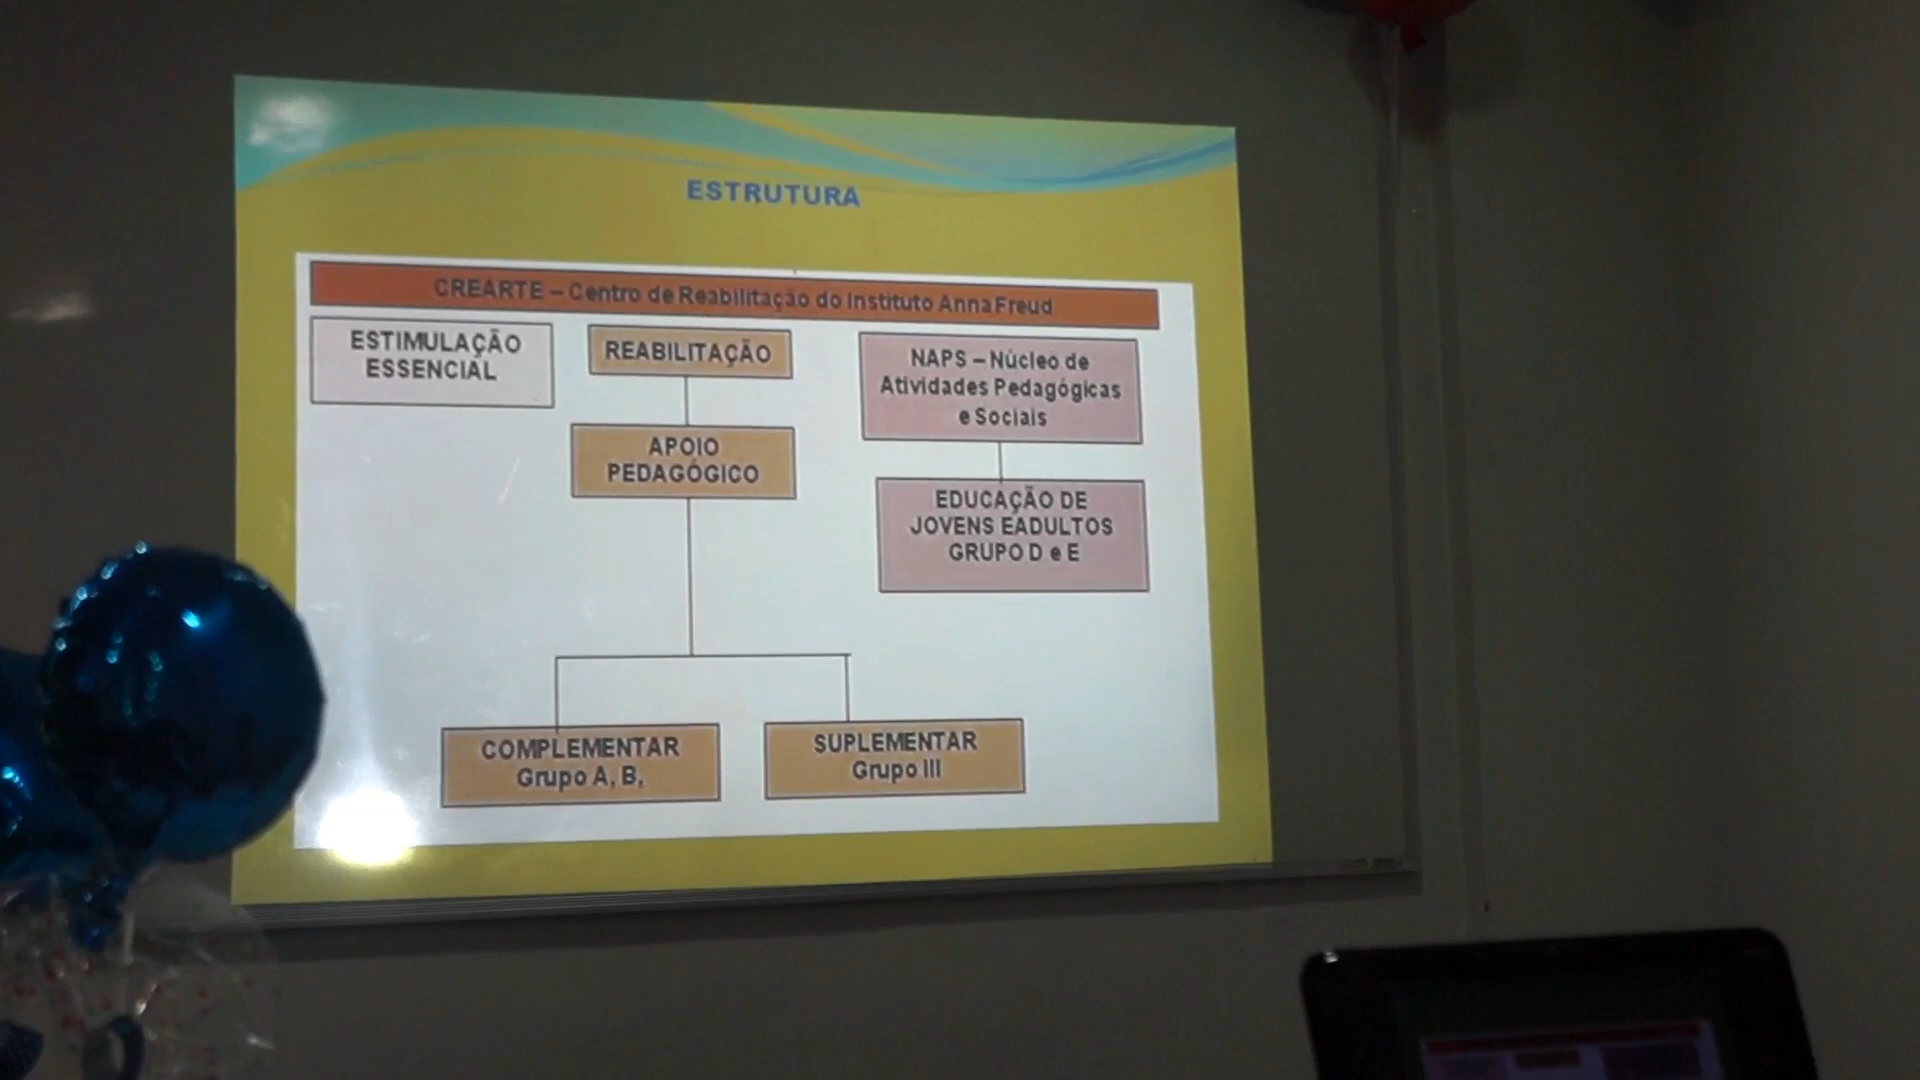 ESTRUTURA
CREARTE – Centro de Reabilitação do Instituto Anna Freud
ESTIMULAÇÃO
ESSENCIAL
REABILITAÇÃO
APOIO
PEDAGÓGICO
COMPLEMENTAR
Grupo A, B,
SUPLEMENTAR
Grupo III
NAPS – Núcleo de
Atividades Pedagógicas
e Sociais
EDUCAÇÃO DE
JOVENS EADULTOS
GRUPO D e E